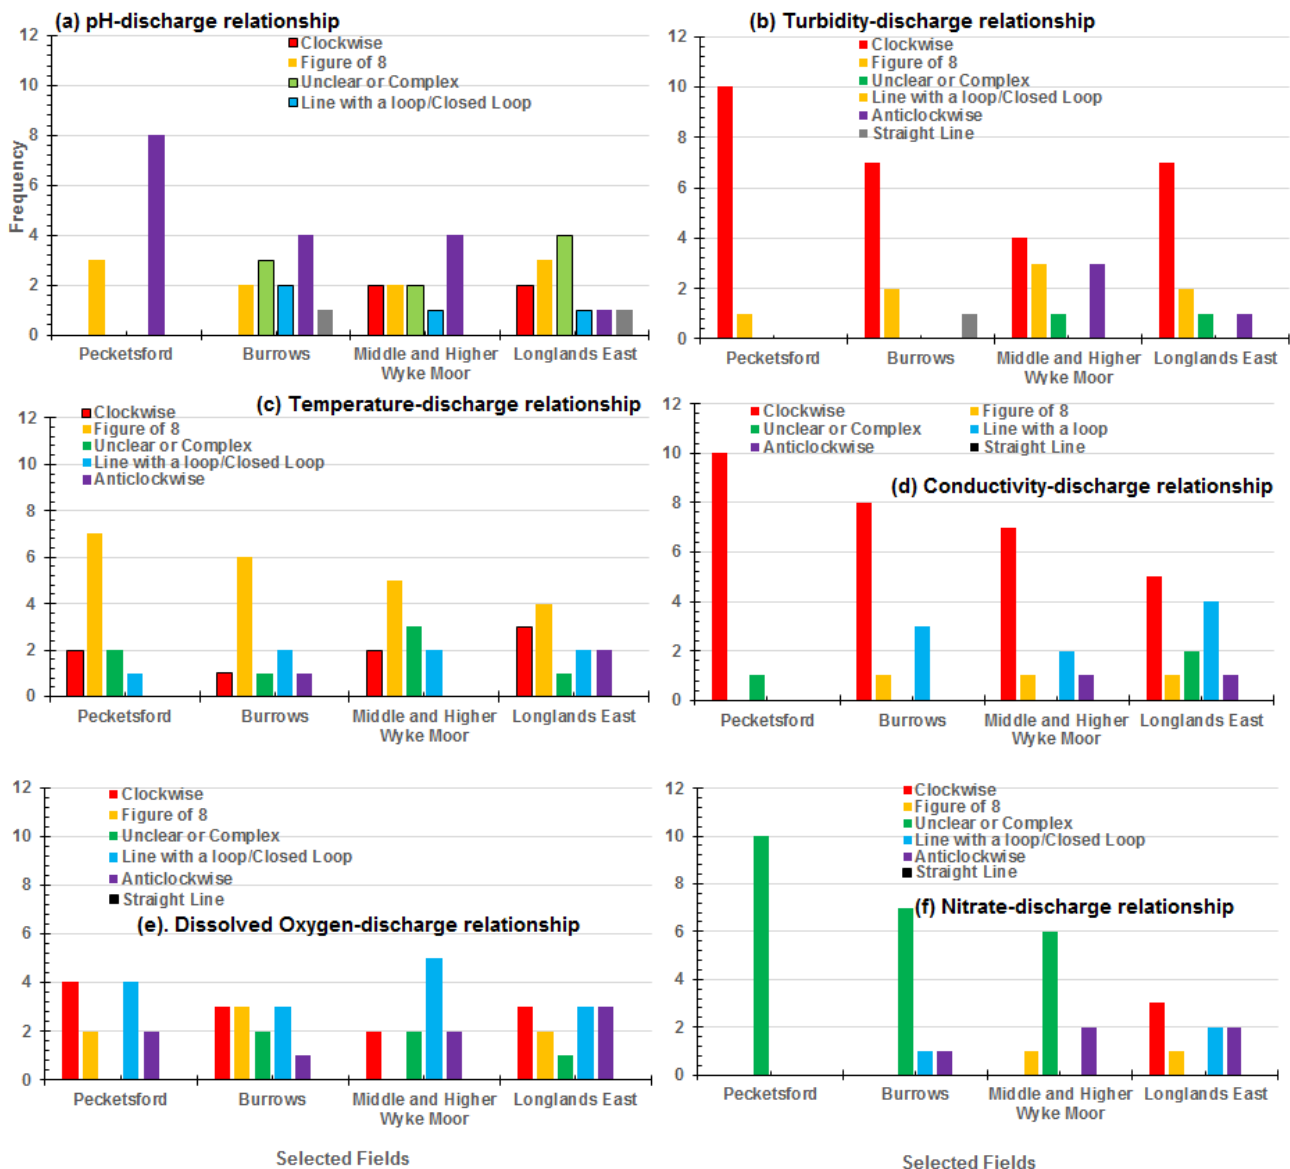 (a) pH-discharge relationship
Clockwise
Figure of 8
Unclear or Complex
Line with a loop/Closed Loop
12
10
8
6
4
2
0
Frequency
Pecketsford
Burrows
Middle and Higher
Wyke Moor
Longlands East
(b) Turbidity-discharge relationship
Clockwise
Figure of 8
Unclear or Complex
Line with a loop/Closed Loop
Anticlockwise
Straight Line
12
10
8
6
4
2
0
Pecketsford
Burrows
Middle and Higher
Wyke Moor
Longlands East
(c) Temperature-discharge relationship
Clockwise
Figure of 8
Unclear or Complex
Line with a loop/Closed Loop
Anticlockwise
12
10
8
6
4
2
0
Pecketsford
Burrows
Middle and Higher
Wyke Moor
Longlands East
Clockwise
Figure of 8
Unclear or Complex
Line with a loop
Anticlockwise
Straight Line
(d) Conductivity-discharge relationship
12
10
8
6
4
2
0
Pecketsford
Burrows
Middle and Higher
Wyke Moor
Longlands East
Clockwise
Figure of 8
Unclear or Complex
Line with a loop/Closed Loop
Anticlockwise
Straight Line
(e). Dissolved Oxygen-discharge relationship
12
10
8
6
4
2
0
Pecketsford
Burrows
Middle and Higher
Wyke Moor
Longlands East
Selected Fields
Clockwise
Figure of 8
Unclear or Complex
Line with a loop/Closed Loop
Anticlockwise
Straight Line
(f) Nitrate-discharge relationship
12
10
8
6
4
2
0
Pecketsford
Burrows
Middle and Higher
Wyke Moor
Longlands East
Selected Fields